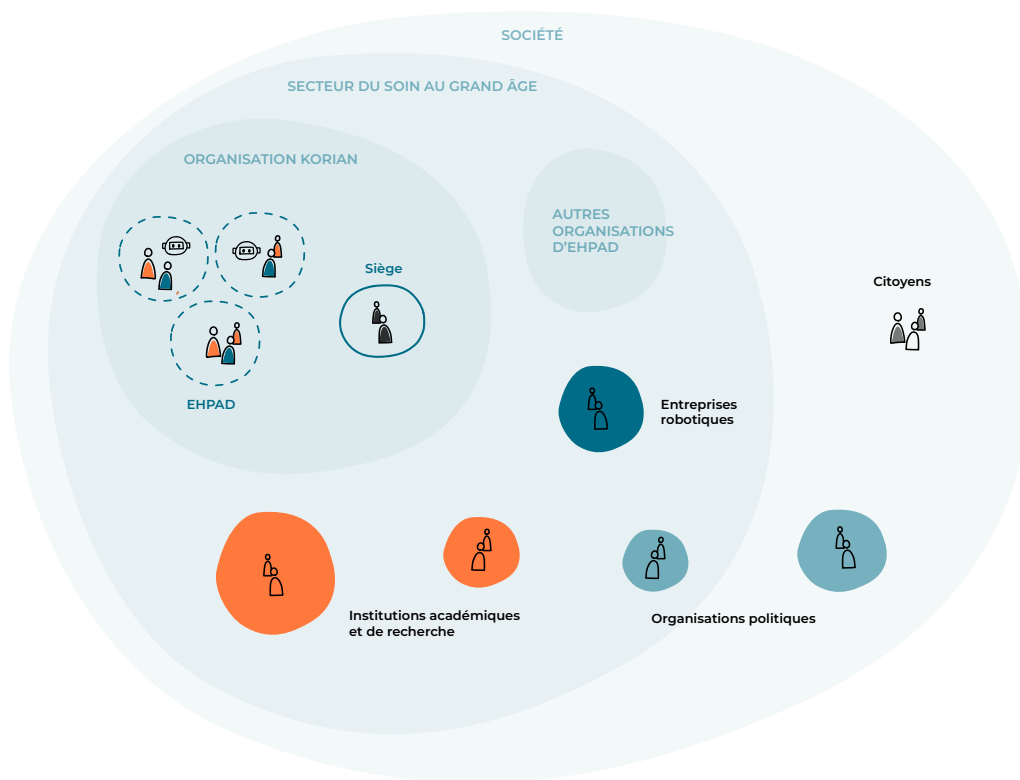 SOCIÉTÉ
SECTEUR DU SOIN AU GRAND ÂGE
ORGANISATION KORIAN
AUTRES
ORGANISATIONS
D’EHPAD
Siège
Citoyens
EHPAD
Entreprises
robotiques
Institutions académiques
et de recherche
Organisations politiques